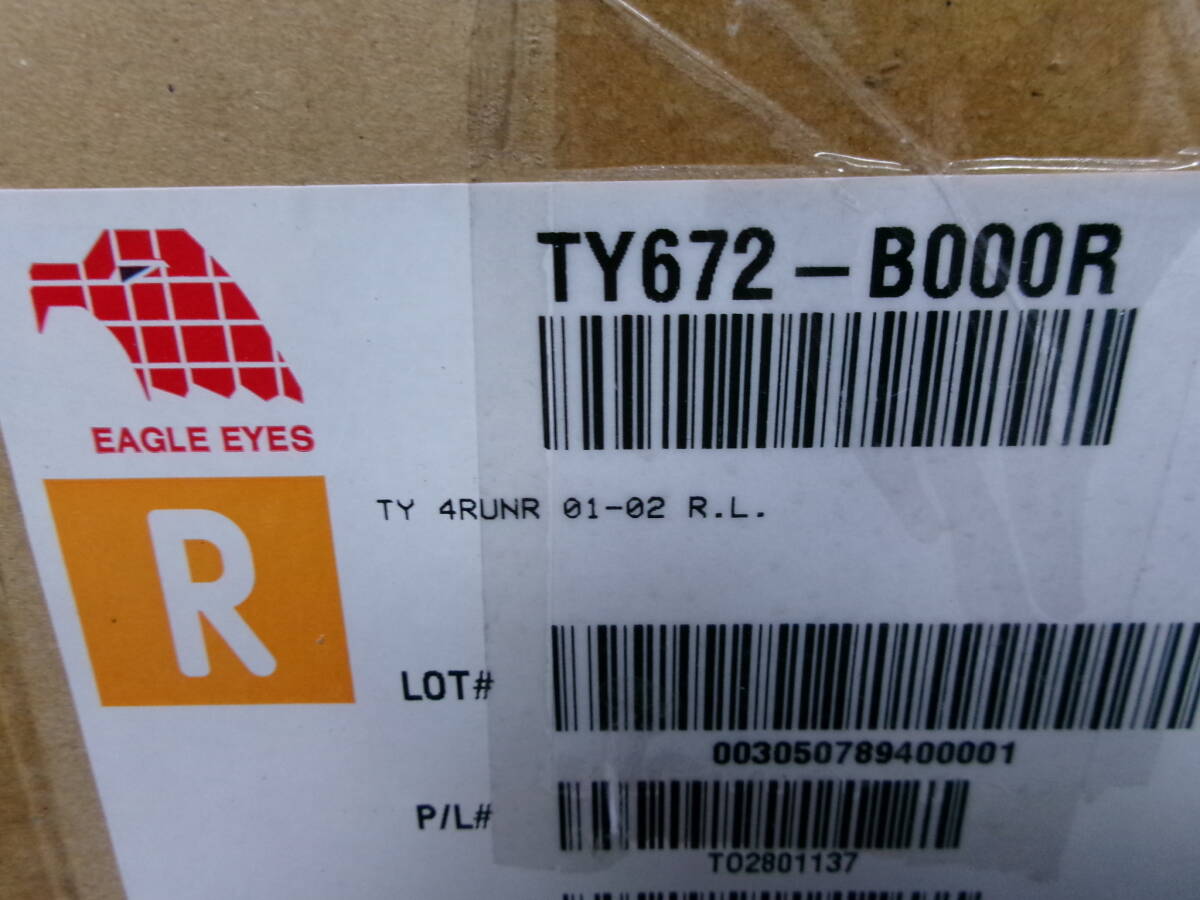 TY672-B000R
EAGLE EYES
TY 4RUNR 01-02 R.L.
R
LOT#
003050789400001
P/L#
TO2801137